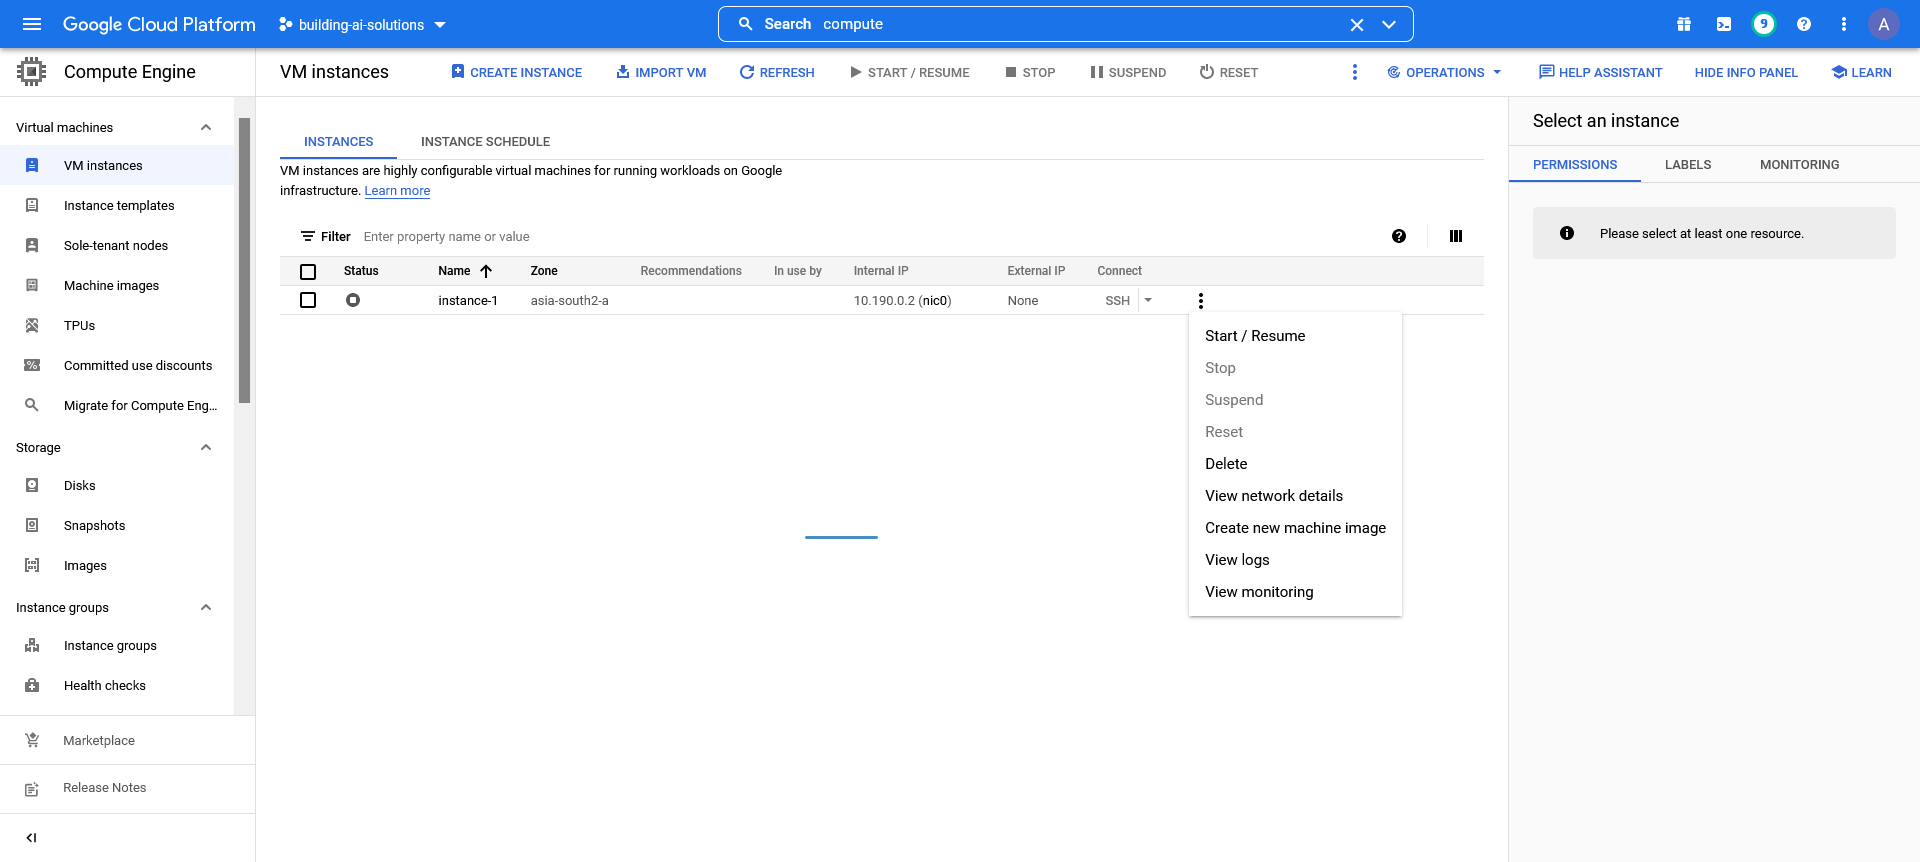 Google Cloud Platform
building-ai-solutions
Search compute
9
A
Compute Engine
VM instances
CREATE INSTANCE
IMPORT VM
REFRESH
START / RESUME
STOP
SUSPEND
RESET
OPERATIONS
HELP ASSISTANT
HIDE INFO PANEL
LEARN
Virtual machines
VM instances
Instance templates
Sole-tenant nodes
Machine images
TPUs
Committed use discounts
Migrate for Compute Eng...
Storage
Disks
Snapshots
Images
Instance groups
Instance groups
Health checks
Marketplace
Release Notes
INSTANCES
INSTANCE SCHEDULE
VM instances are highly configurable virtual machines for running workloads on Google
infrastructure. Learn more
Filter Enter property name or value
Status Name Zone Recommendations In use by Internal IP External IP Connect
instance-1 asia-south2-a 10.190.0.2 (nic0) None SSH
Start / Resume
Stop
Suspend
Reset
Delete
View network details
Create new machine image
View logs
View monitoring
Select an instance
PERMISSIONS
LABELS
MONITORING
Please select at least one resource.